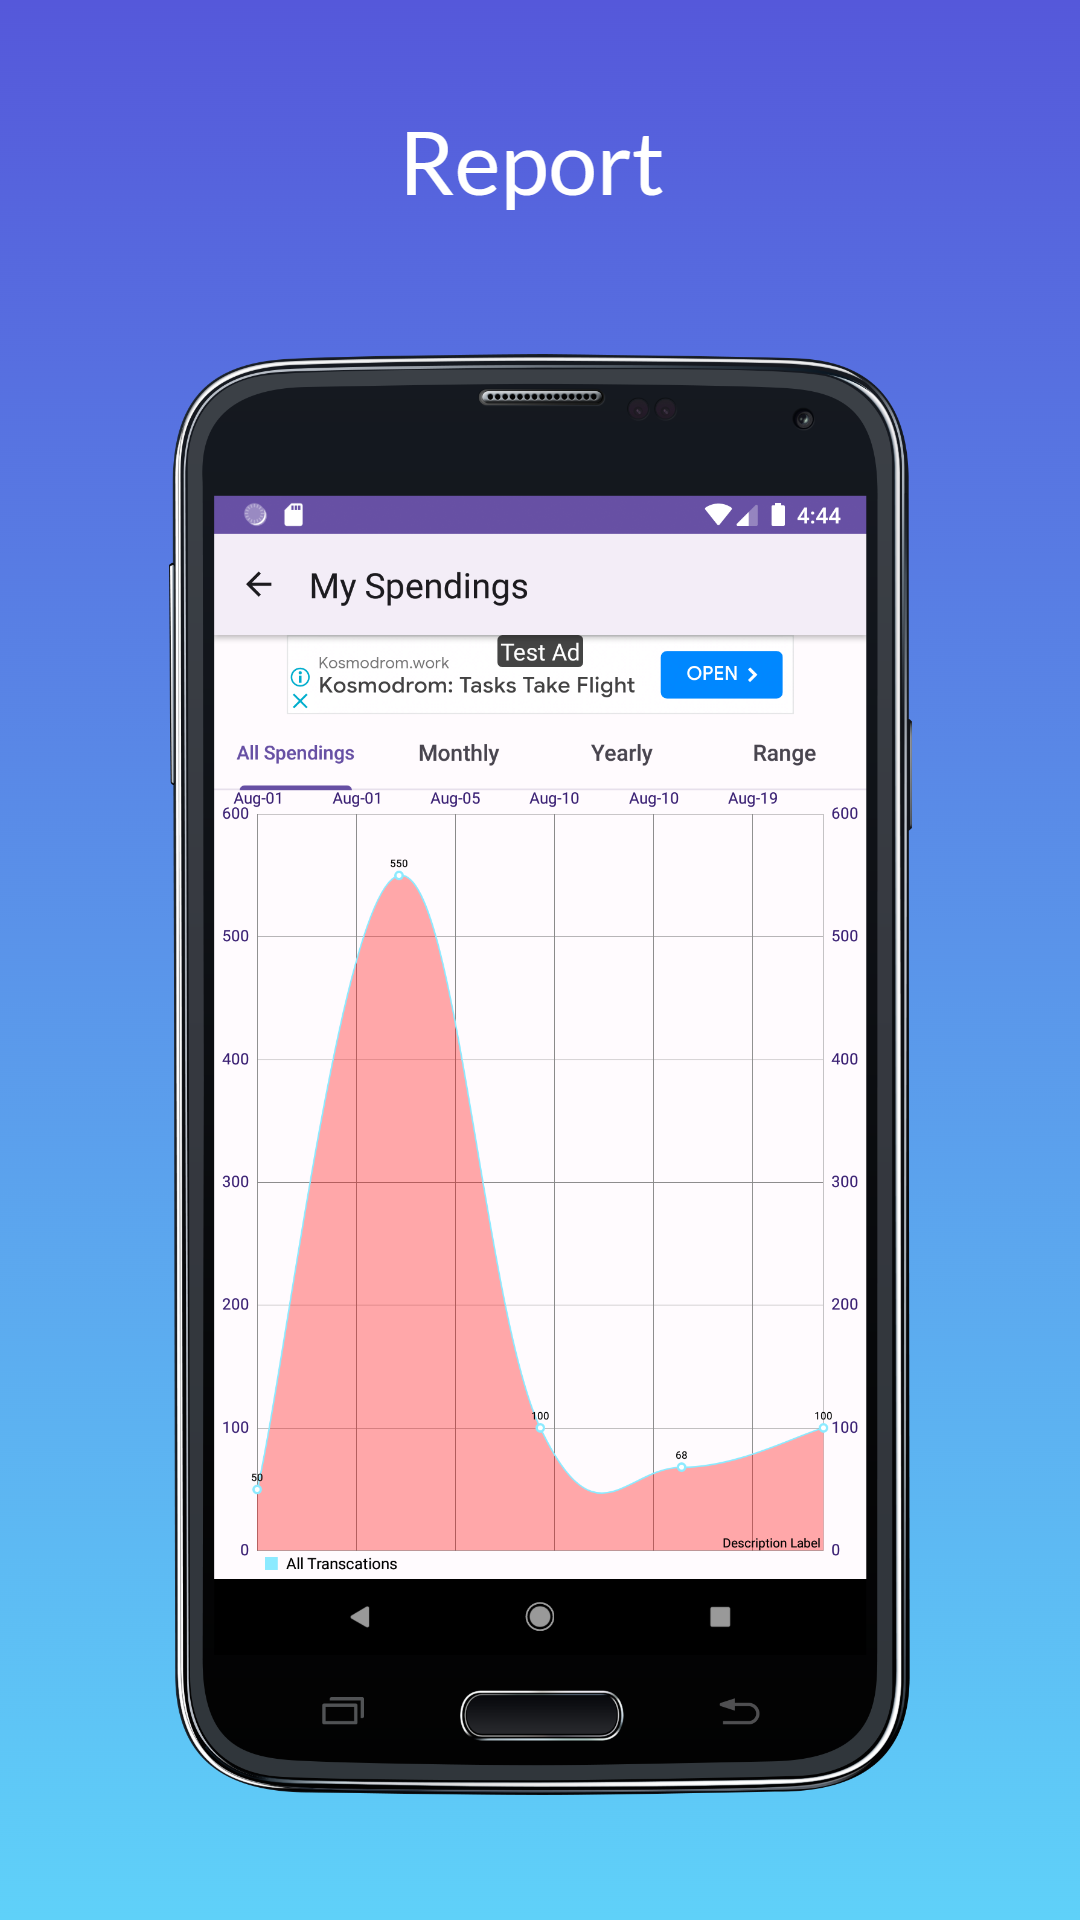 Report
4:44
My Spendings
Test Ad
Kosmodrom.work
Kosmodrom: Tasks Take Flight
OPEN
All Spendings Monthly Yearly Range
Aug-01 Aug-01 Aug-05 Aug-10 Aug-10 Aug-19
600 600
550
500 500
400 400
300 300
200 200
100 100 100 100
68
50
Description Label
0 0
All Transcations